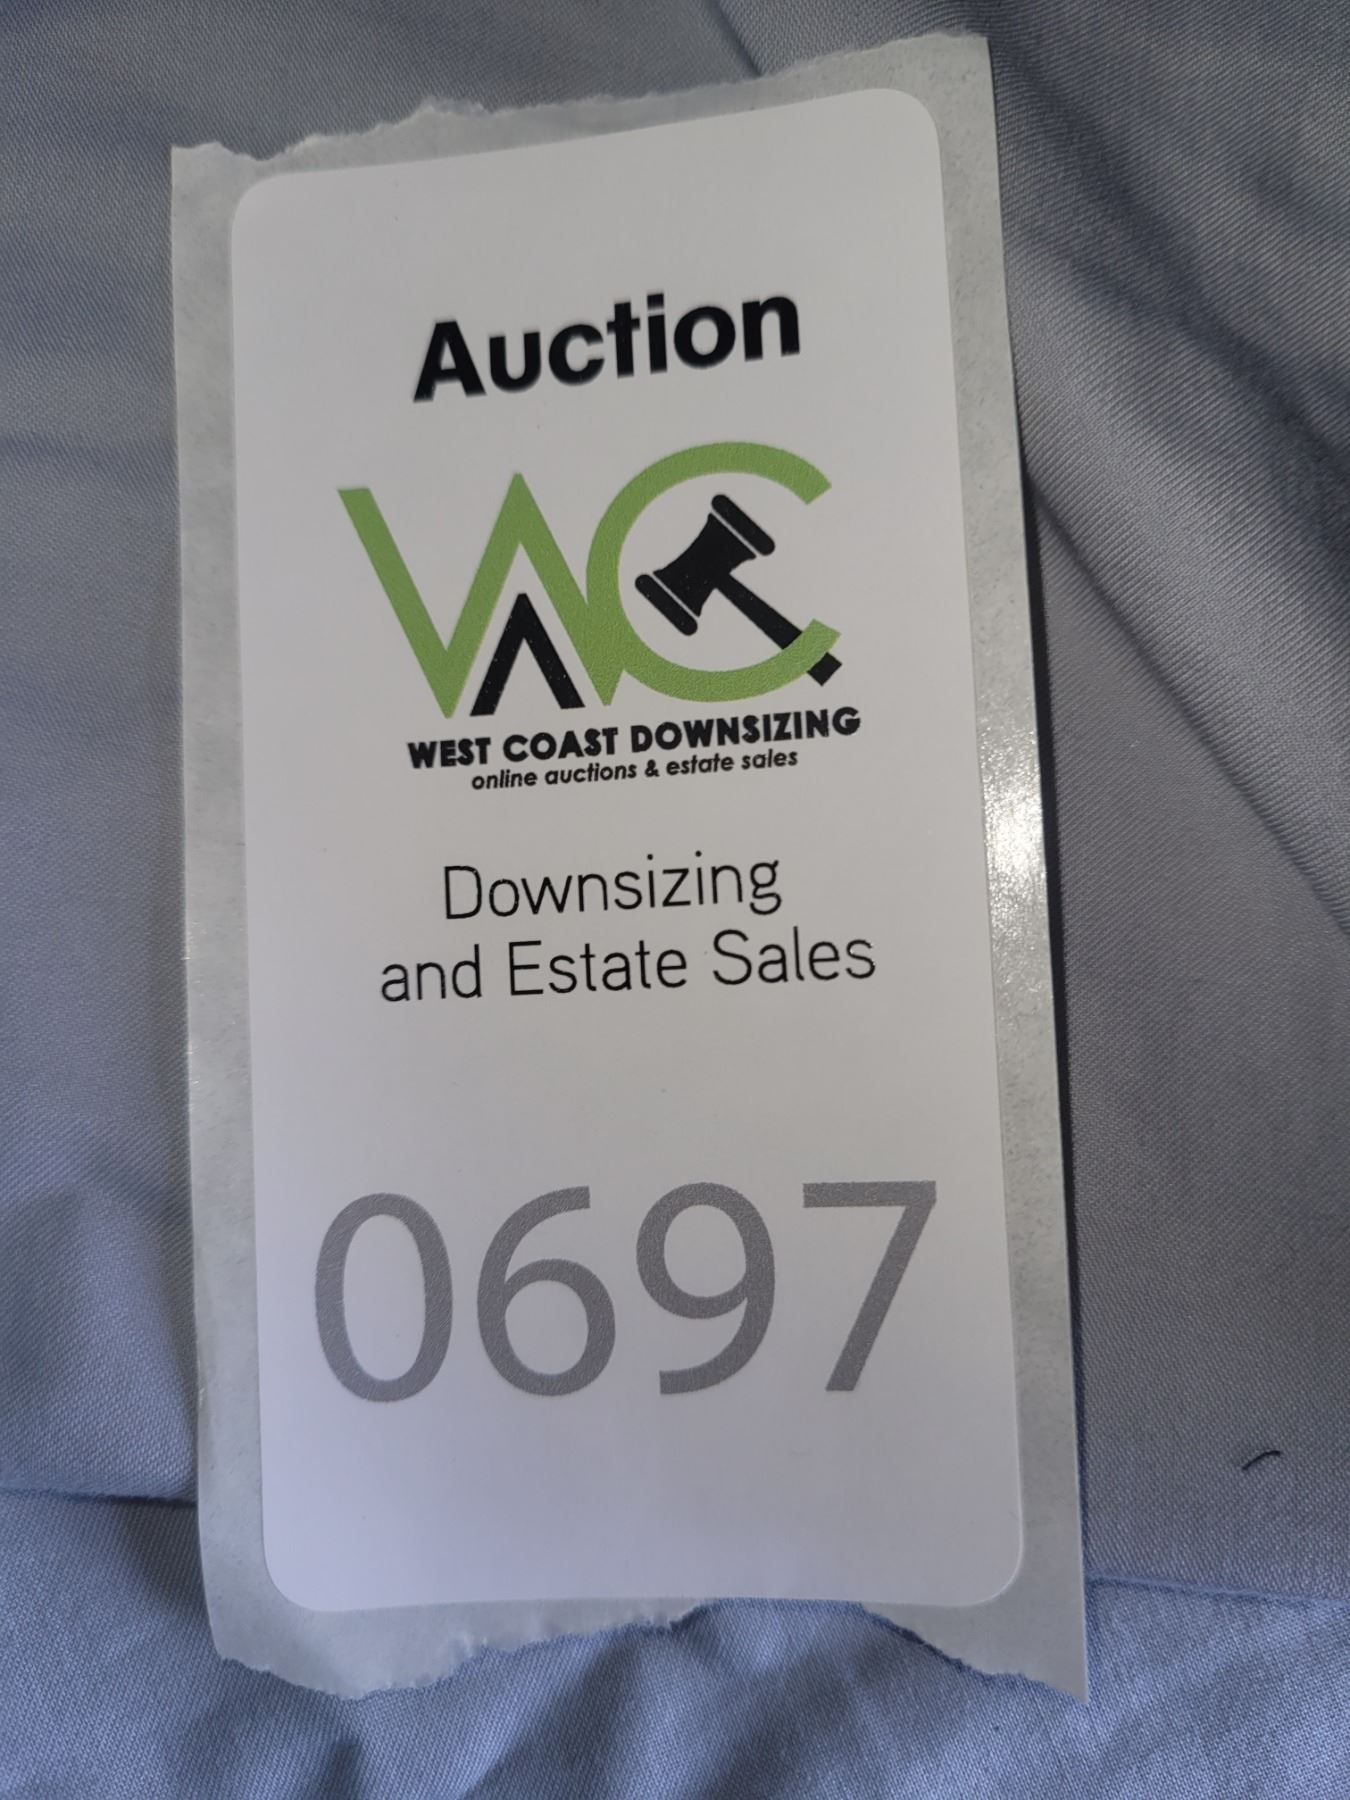 Auction
WC
WEST COAST DOWNSIZING
online auctions & estate sales
Downsizing
and Estate Sales
0697